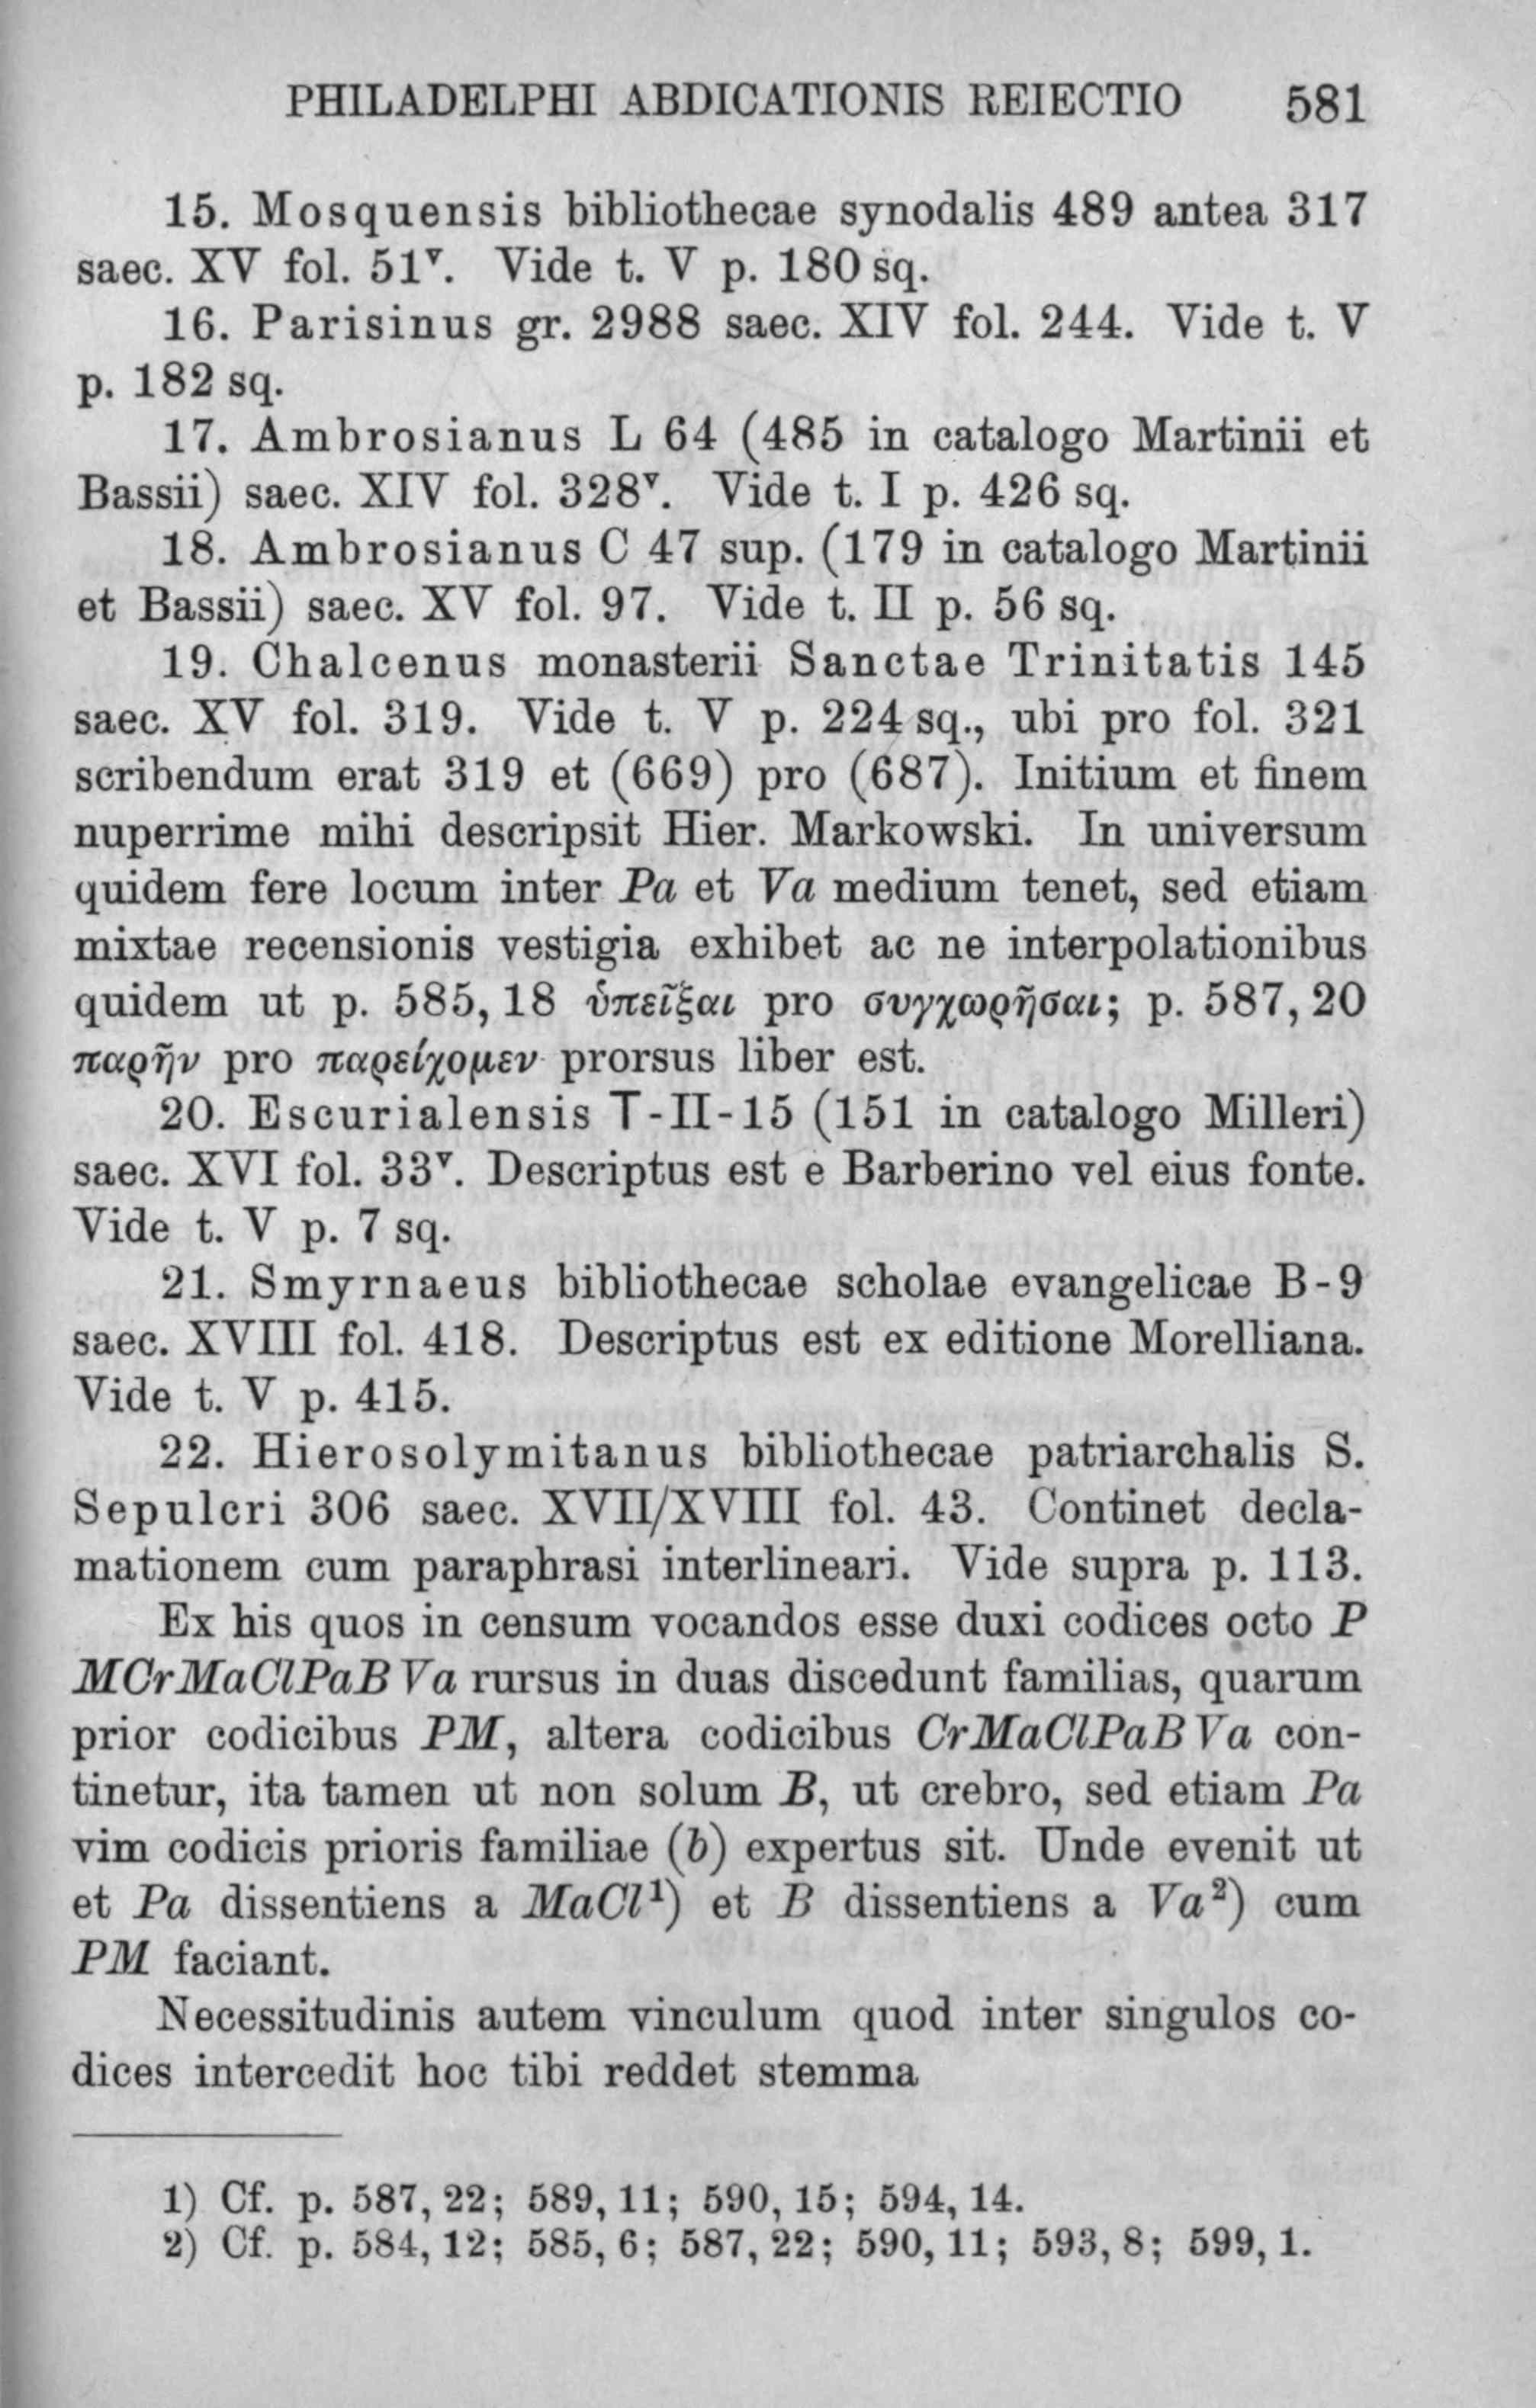 PHILADELPHI ABDICATIONIS REIECTIO 581
15. Mosquensis bibliothecae synodalis 489 antea 317
saec. XV fol. 51ᵛ. Vide t. V p. 180 sq.
16. Parisinus gr. 2988 saec. XIV fol. 244. Vide t. V
p. 182 sq.
17. Ambrosianus L 64 (485 in catalogo Martinii et
Bassii) saec. XIV fol. 328ᵛ. Vide t. I p. 426 sq.
18. Ambrosianus C 47 sup. (179 in catalogo Martinii
et Bassii) saec. XV fol. 97. Vide t. II p. 56 sq.
19. Chalcenus monasterii Sanctae Trinitatis 145
saec. XV fol. 319. Vide t. V p. 224 sq., ubi pro fol. 321
scribendum erat 319 et (669) pro (687). Initium et finem
nuperrime mihi descripsit Hier. Markowski. In universum
quidem fere locum inter Pa et Va medium tenet, sed etiam
mixtae recensionis vestigia exhibet ac ne interpolationibus
quidem ut p. 585, 18 ὑπεῖξαι pro συγχωρῆσαι; p. 587, 20
παρῆν pro παρείχομεν prorsus liber est.
20. Escurialensis T-II-15 (151 in catalogo Milleri)
saec. XVI fol. 33ᵛ. Descriptus est e Barberino vel eius fonte.
Vide t. V p. 7 sq.
21. Smyrnaeus bibliothecae scholae evangelicae B-9
saec. XVIII fol. 418. Descriptus est ex editione Morelliana.
Vide t. V p. 415.
22. Hierosolymitanus bibliothecae patriarchalis S.
Sepulcri 306 saec. XVII/XVIII fol. 43. Continet decla-
mationem cum paraphrasi interlineari. Vide supra p. 113.
Ex his quos in censum vocandos esse duxi codices octo P
MCrMaClPaBVa rursus in duas discedunt familias, quarum
prior codicibus PM, altera codicibus CrMaClPaBVa con-
tinetur, ita tamen ut non solum B, ut crebro, sed etiam Pa
vim codicis prioris familiae (b) expertus sit. Unde evenit ut
et Pa dissentiens a MaCl¹) et B dissentiens a Va²) cum
PM faciant.
Necessitudinis autem vinculum quod inter singulos co-
dices intercedit hoc tibi reddet stemma
1) Cf. p. 587, 22; 589, 11; 590, 15; 594, 14.
2) Cf. p. 584, 12; 585, 6; 587, 22; 590, 11; 593, 8; 599, 1.